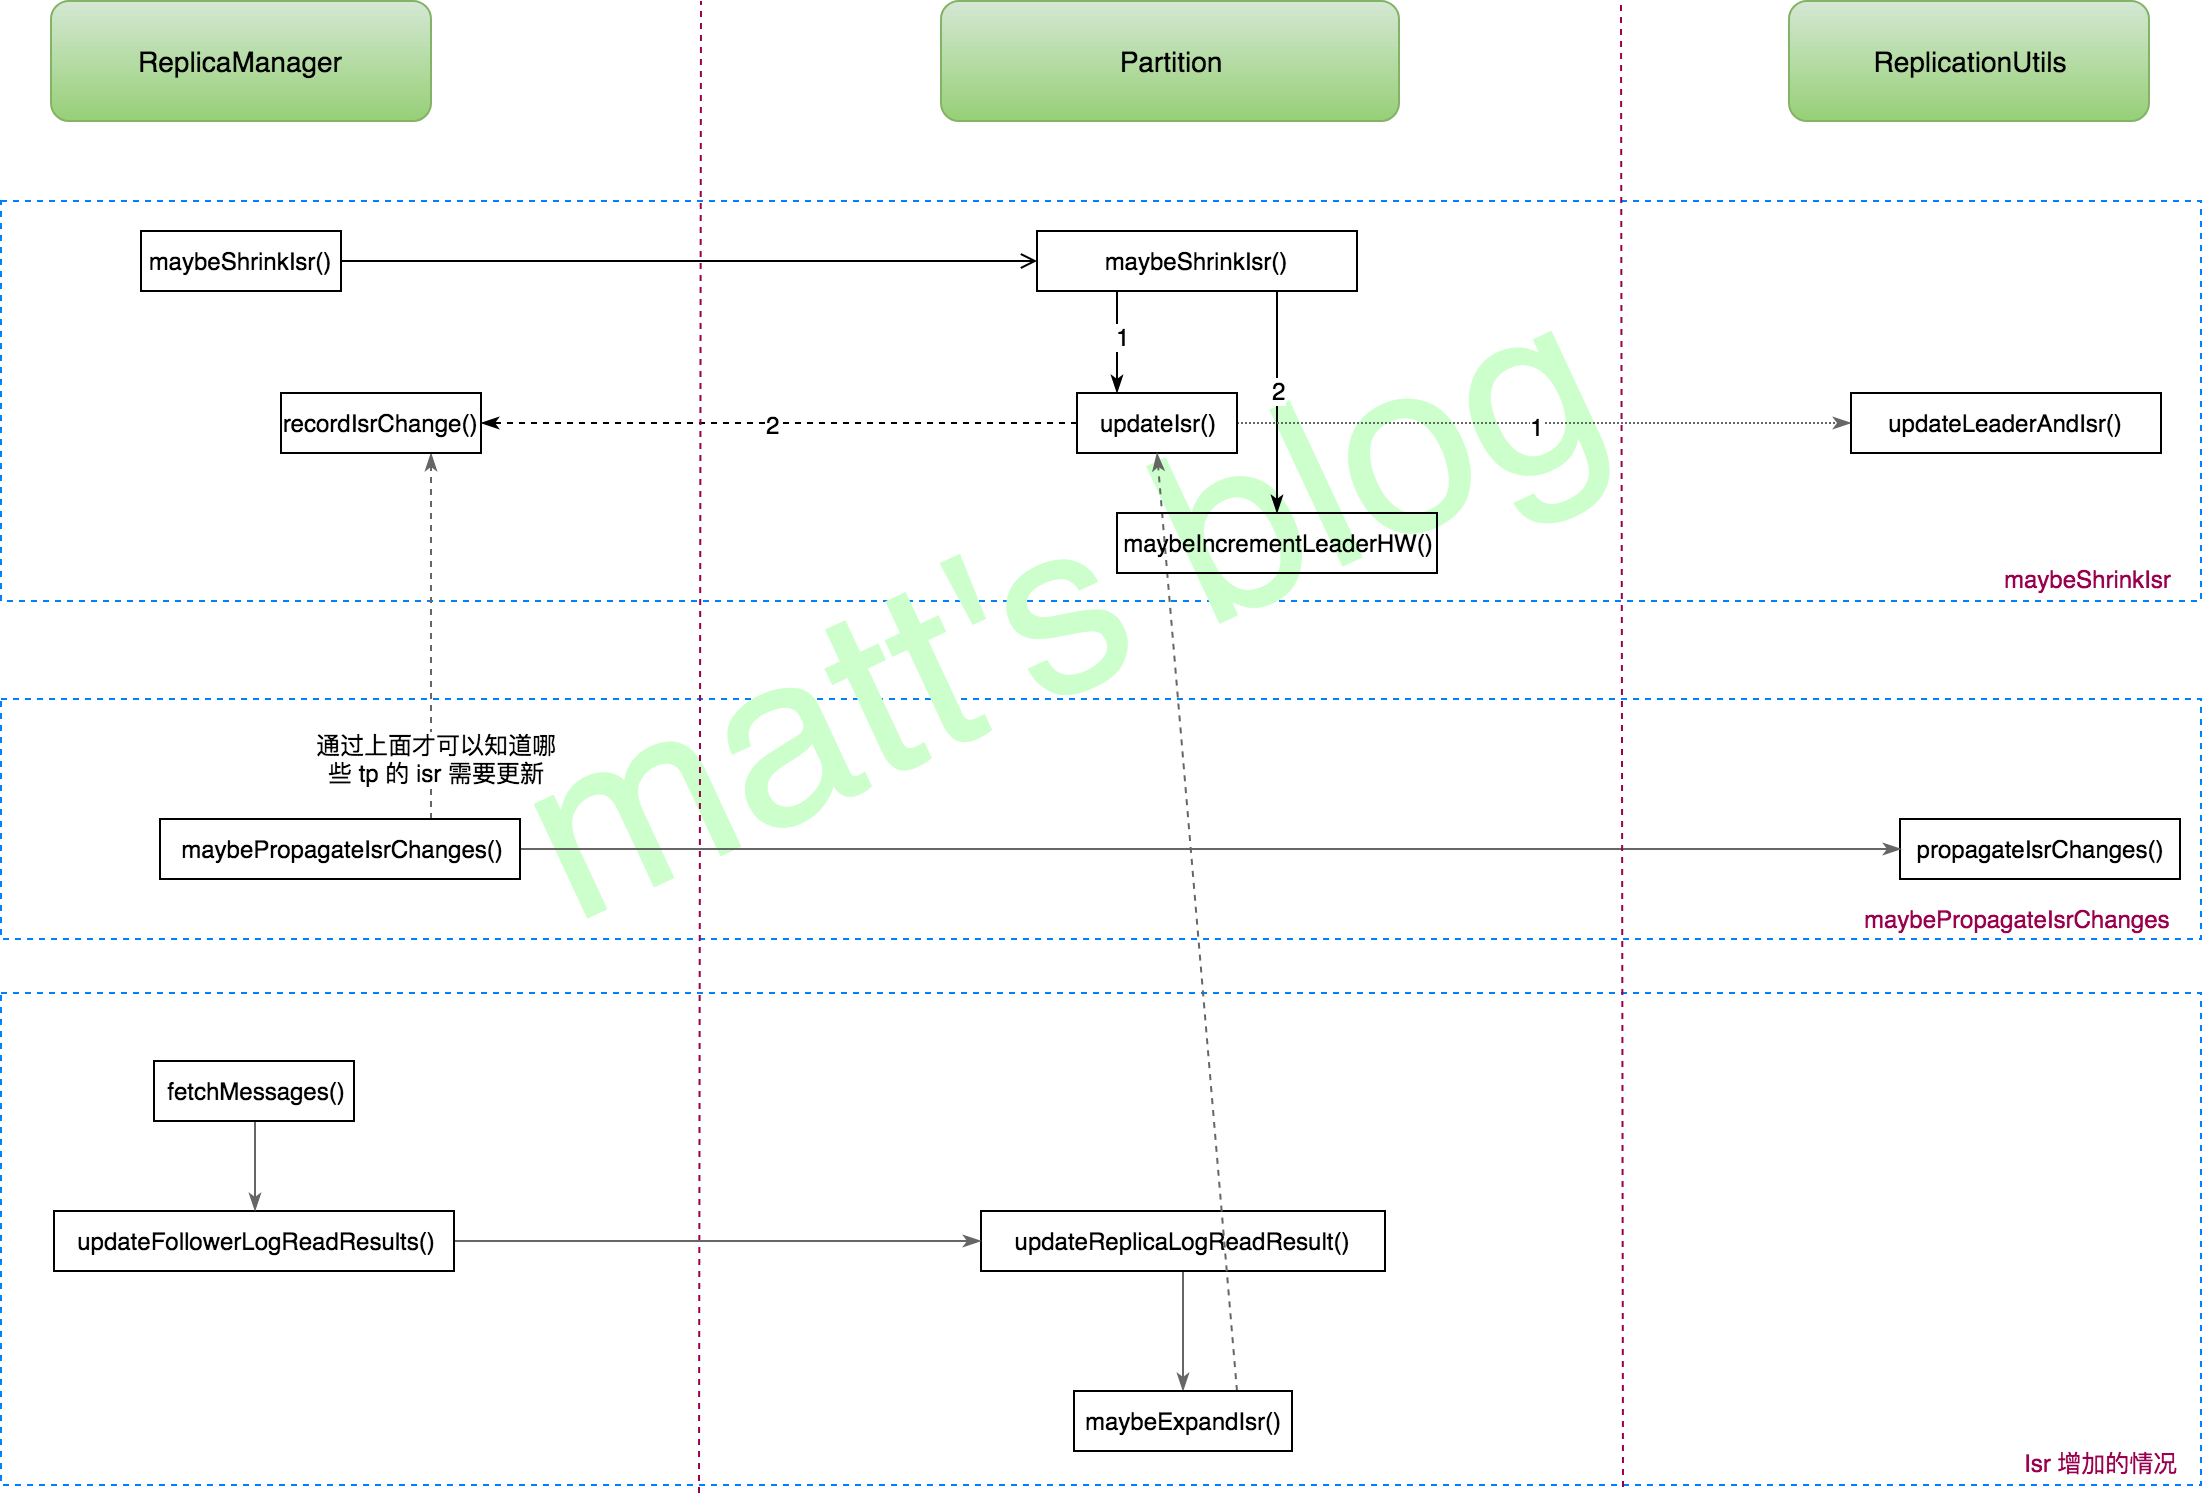 ReplicaManager
Partition
ReplicationUtils
maybeShrinkIsr()
maybeShrinkIsr()
1
2
recordIsrChange()
2
updateIsr()
1
updateLeaderAndIsr()
maybeIncrementLeaderHW()
maybeShrinkIsr
matt's blog
通过上面才可以知道哪
些 tp 的 isr 需要更新
maybePropagateIsrChanges()
propagateIsrChanges()
maybePropagateIsrChanges
fetchMessages()
updateFollowerLogReadResults()
updateReplicaLogReadResult()
maybeExpandIsr()
Isr 增加的情况